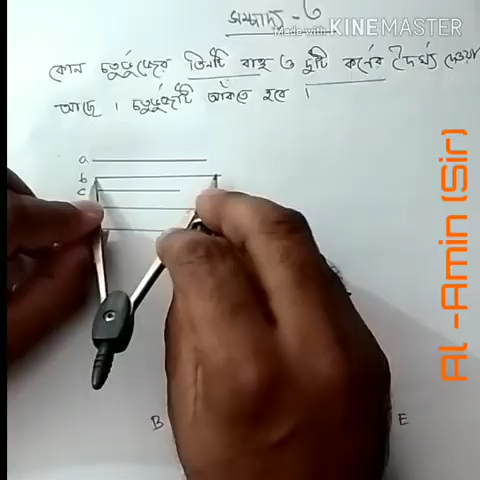 সম্পাদ্য - ৩
Made with KINEMASTER
কোন চতুর্ভুজের তিনটি বাহু ও দুটি কর্নের দৈর্ঘ্য দেওয়া
আছে । চতুর্ভুজটি আঁকতে হবে ।
a
b
c
B E
Al -Amin (Sir)